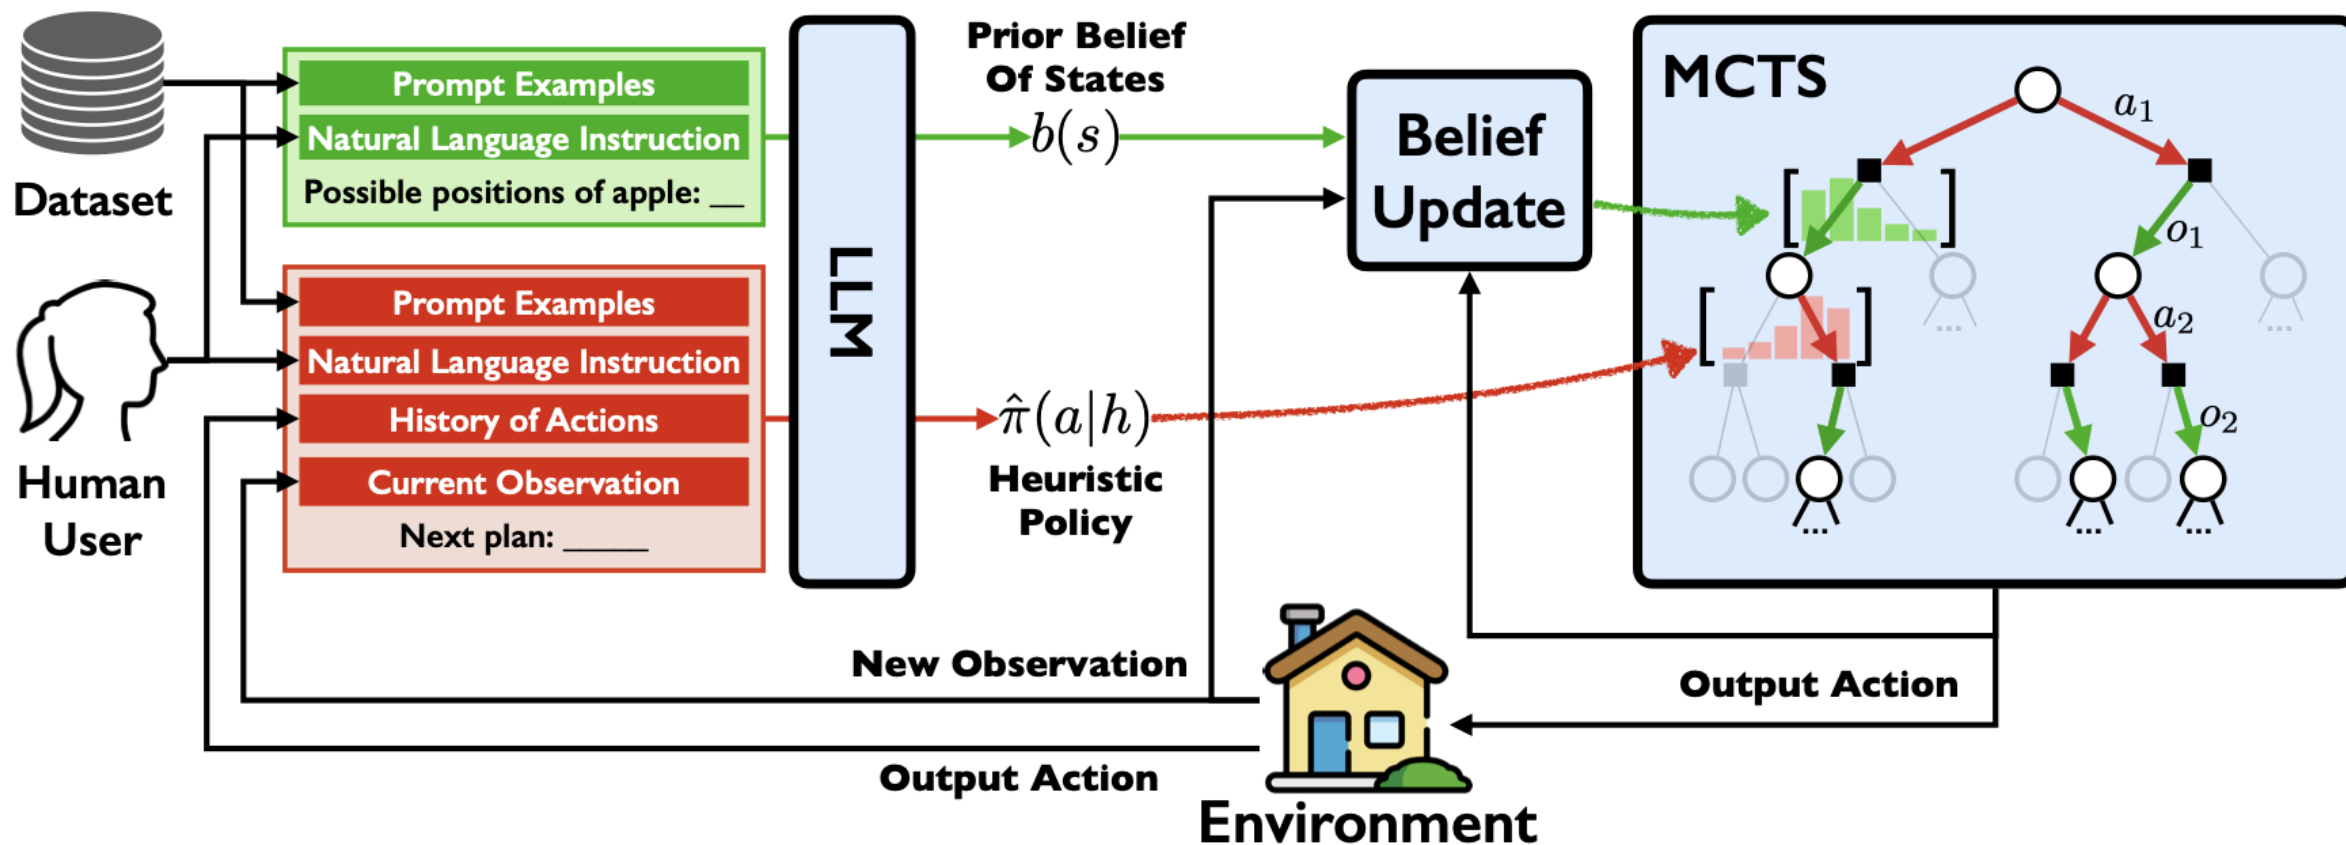 Dataset
Human
User
Prompt Examples
Natural Language Instruction
Possible positions of apple: __
Prompt Examples
Natural Language Instruction
History of Actions
Current Observation
Next plan: _____
LLM
Prior Belief
Of States
b(s)
π̂(a|h)
Heuristic
Policy
Belief
Update
MCTS
a₁
o₁
a₂
o₂
...
...
...
...
...
New Observation
Output Action
Output Action
Environment